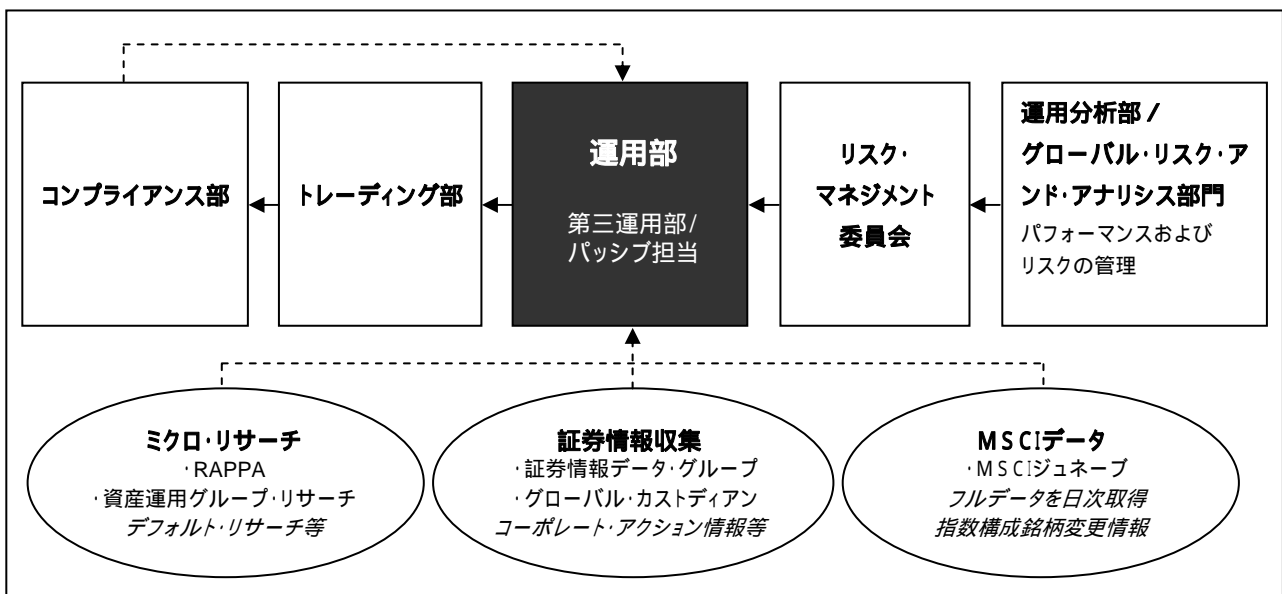 コンプライアンス部
トレーディング部
運用部
第三運用部/
パッシブ担当
リスク・
マネジメント
委員会
運用分析部/
グローバル・リスク・ア
ンド・アナリシス部門
パフォーマンスおよび
リスクの管理
ミクロ・リサーチ
・RAPPA
・資産運用グループ・リサーチ
デフォルト・リサーチ等
証券情報収集
・証券情報データ・グループ
・グローバル・カストディアン
コーポレート・アクション情報等
MSCIデータ
・MSCIジュネーブ
フルデータを日次取得
指数構成銘柄変更情報